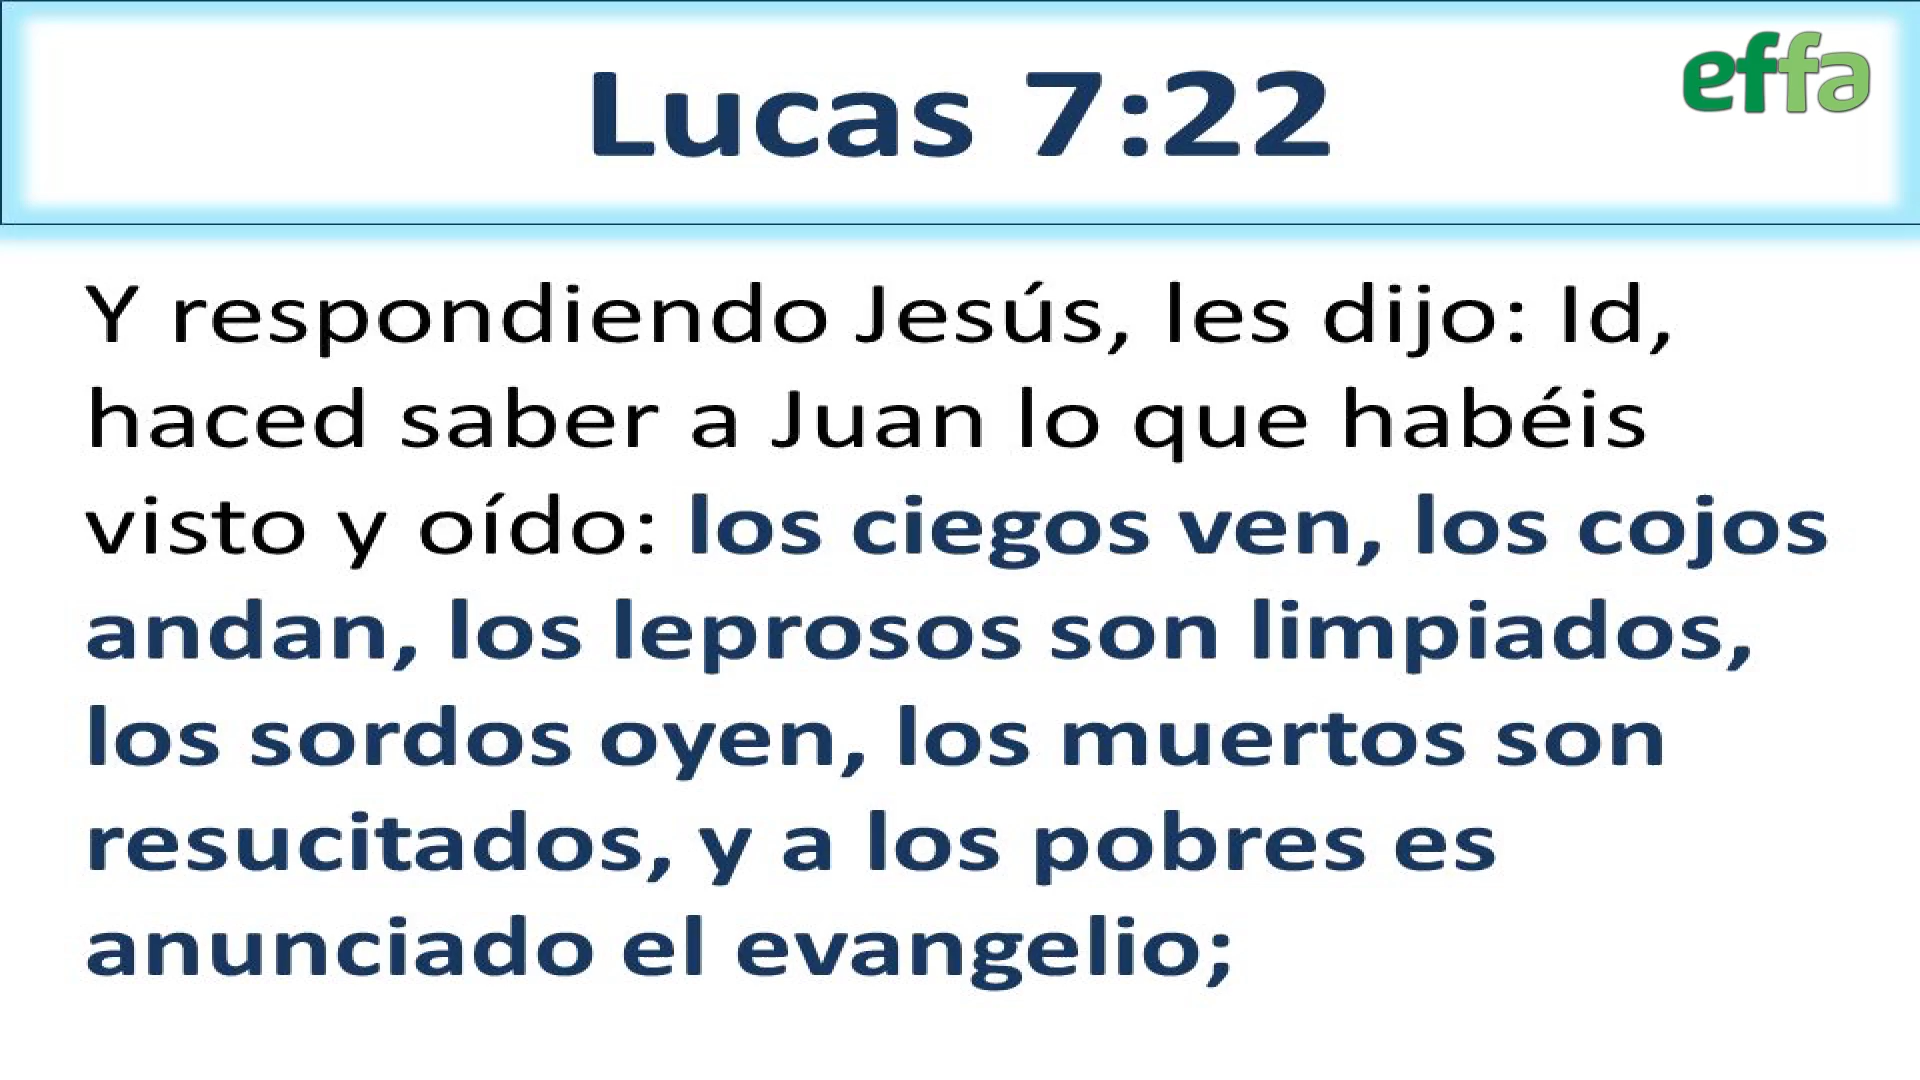 Lucas 7:22
effa
Y respondiendo Jesús, les dijo: Id,
haced saber a Juan lo que habéis
visto y oído: los ciegos ven, los cojos
andan, los leprosos son limpiados,
los sordos oyen, los muertos son
resucitados, y a los pobres es
anunciado el evangelio;